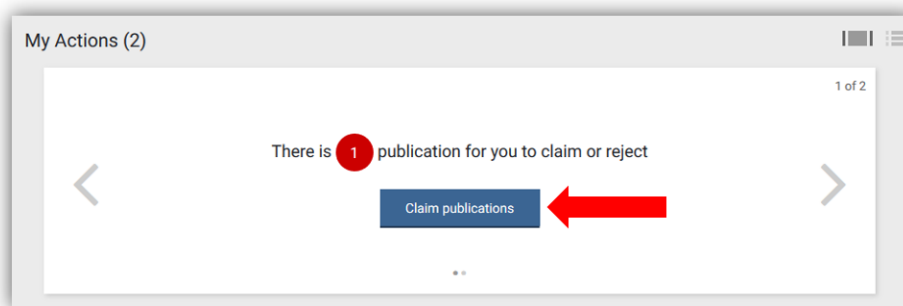 My Actions (2)
1 of 2
There is 1 publication for you to claim or reject
Claim publications